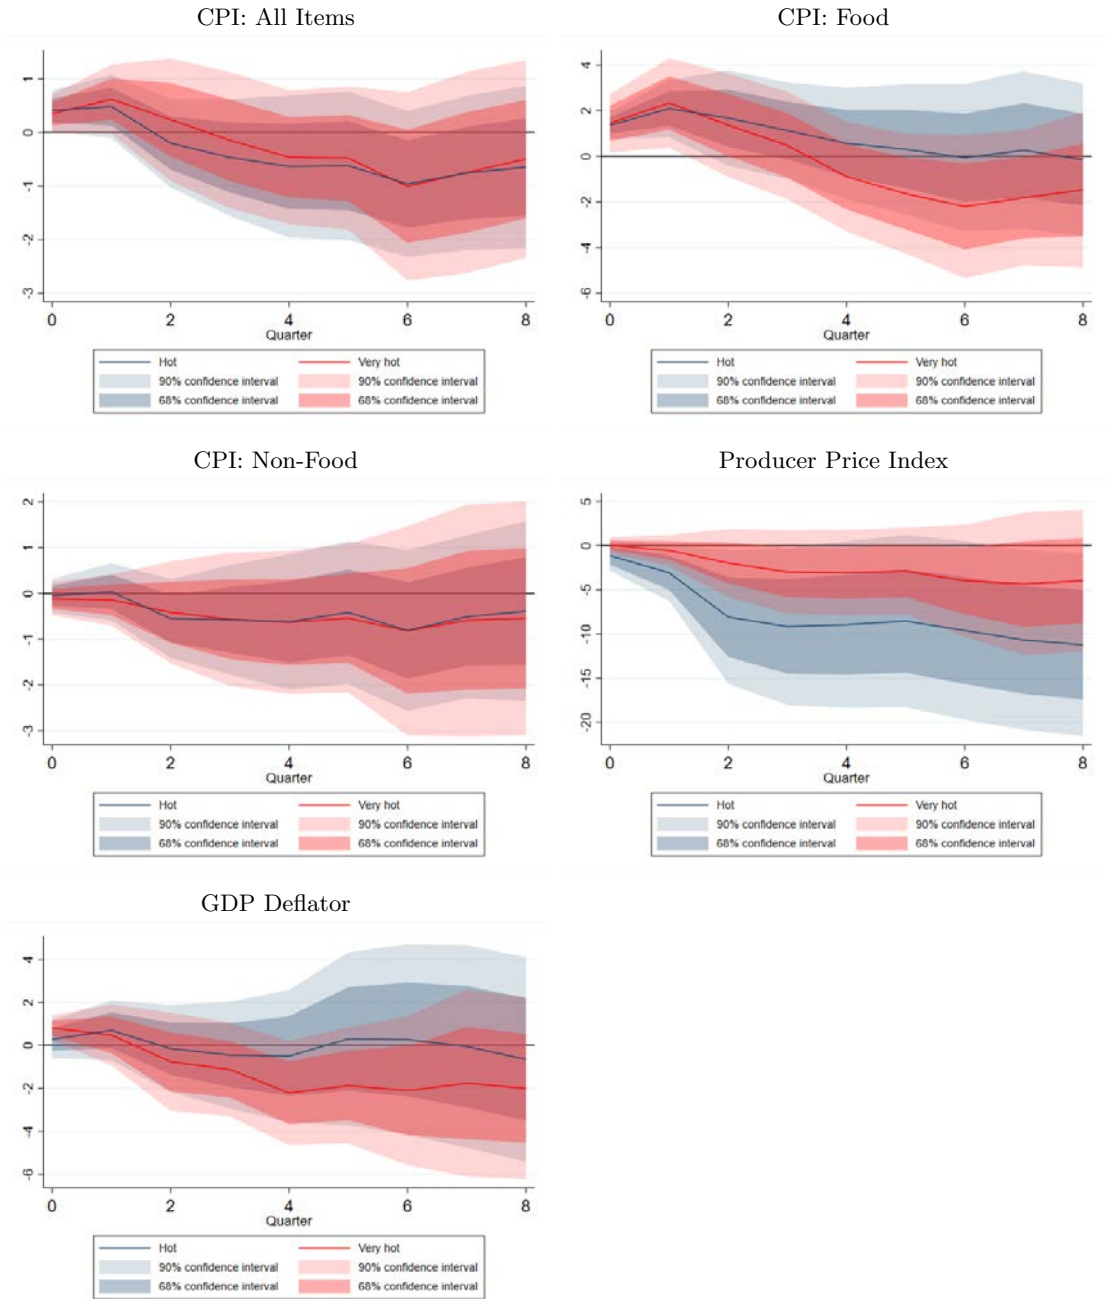 CPI: All Items
1
0
-1
-2
-3
0 2 4 6 8
Quarter
Hot Very hot
90% confidence interval 90% confidence interval
68% confidence interval 68% confidence interval
CPI: Food
4
2
0
-2
-4
-6
0 2 4 6 8
Quarter
Hot Very hot
90% confidence interval 90% confidence interval
68% confidence interval 68% confidence interval
CPI: Non-Food
2
1
0
-1
-2
-3
0 2 4 6 8
Quarter
Hot Very hot
90% confidence interval 90% confidence interval
68% confidence interval 68% confidence interval
Producer Price Index
5
0
-5
-10
-15
-20
0 2 4 6 8
Quarter
Hot Very hot
90% confidence interval 90% confidence interval
68% confidence interval 68% confidence interval
GDP Deflator
4
2
0
-2
-4
-6
0 2 4 6 8
Quarter
Hot Very hot
90% confidence interval 90% confidence interval
68% confidence interval 68% confidence interval